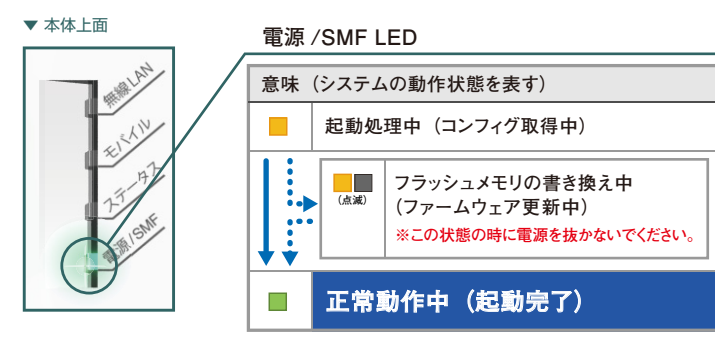 ▼ 本体上面
無線LAN
モバイル
ステータス
電源/SMF
電源 /SMF LED
意味（システムの動作状態を表す）
起動処理中（コンフィグ取得中）
(点滅)
フラッシュメモリの書き換え中
(ファームウェア更新中)
※この状態の時に電源を抜かないでください。
正常動作中（起動完了）